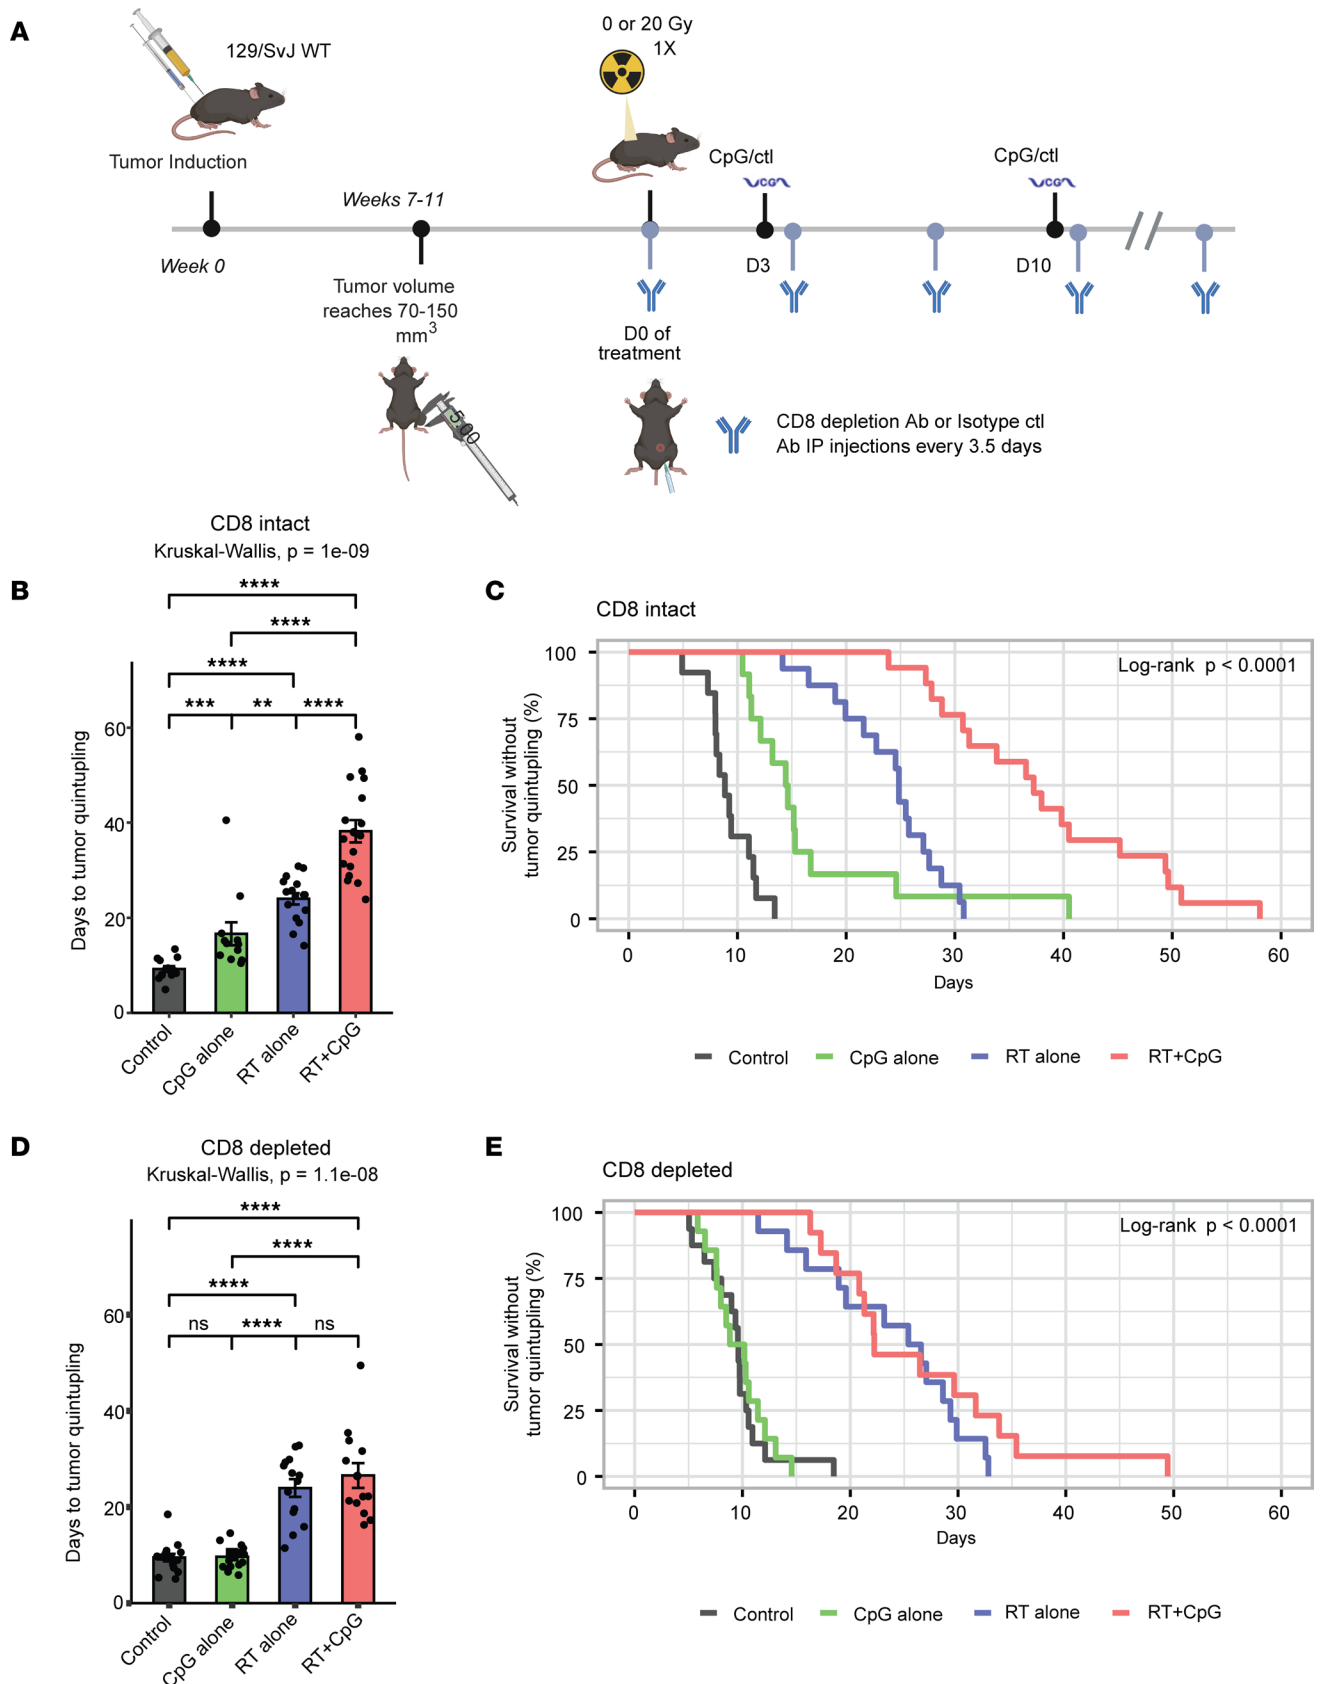 A
129/SvJ WT
Tumor Induction
Week 0
Weeks 7-11
Tumor volume
reaches 70-150
mm3
5.00
0 or 20 Gy
1X
D0 of
treatment
CpG/ctl
CG
D3
CpG/ctl
CG
D10
CD8 depletion Ab or Isotype ctl
Ab IP injections every 3.5 days
B
CD8 intact
Kruskal-Wallis, p = 1e-09
****
****
****
*** ** ****
Days to tumor quintupling
60
40
20
0
Control
CpG alone
RT alone
RT+CpG
C
CD8 intact
Log-rank p < 0.0001
Survival without
tumor quintupling (%)
100
75
50
25
0
0 10 20 30 40 50 60
Days
Control CpG alone RT alone RT+CpG
D
CD8 depleted
Kruskal-Wallis, p = 1.1e-08
****
****
****
ns **** ns
Days to tumor quintupling
60
40
20
0
Control
CpG alone
RT alone
RT+CpG
E
CD8 depleted
Log-rank p < 0.0001
Survival without
tumor quintupling (%)
100
75
50
25
0
0 10 20 30 40 50 60
Days
Control CpG alone RT alone RT+CpG